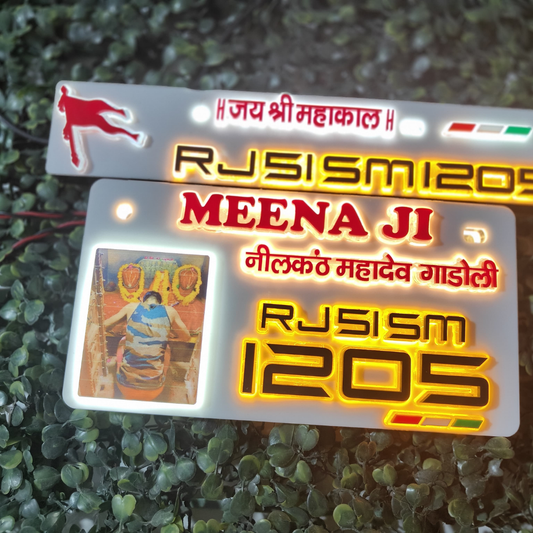 ॥जय श्री महाकाल॥
RJ51SM1205
MEENA JI
नीलकंठ महादेव गाडोली
RJ51SM
1205